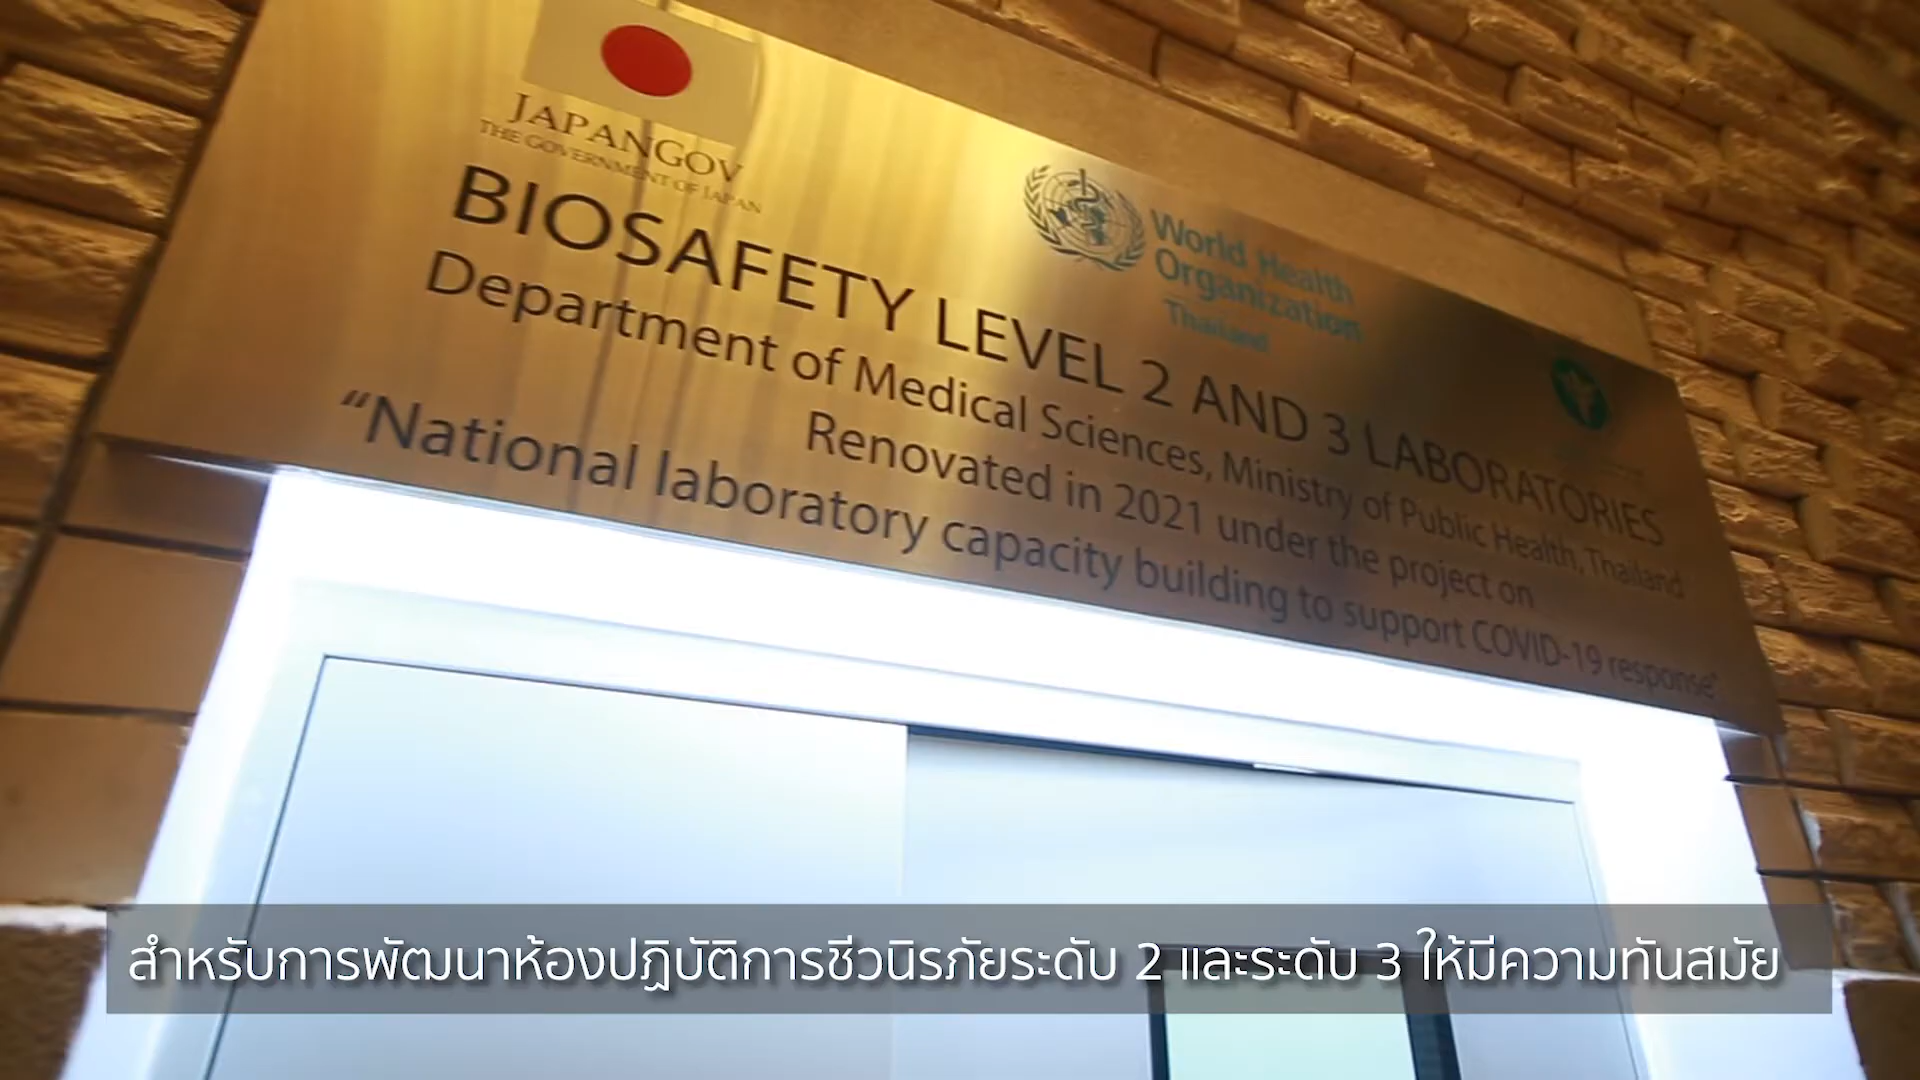 JAPANGOV
THE GOVERNMENT OF JAPAN
World Health
Organization
Thailand
BIOSAFETY LEVEL 2 AND 3 LABORATORIES
Department of Medical Sciences, Ministry of Public Health, Thailand
Renovated in 2021 under the project on
“National laboratory capacity building to support COVID-19 response”
สำหรับการพัฒนาห้องปฏิบัติการชีวนิรภัยระดับ 2 และระดับ 3 ให้มีความทันสมัย